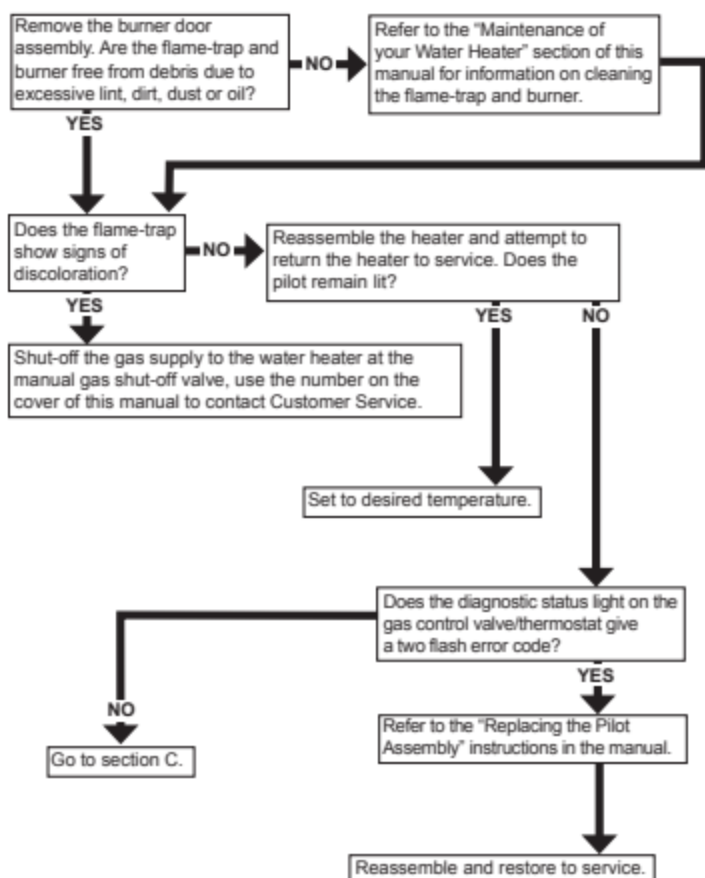 Remove the burner door
assembly. Are the flame-trap and
burner free from debris due to
excessive lint, dirt, dust or oil?
NO
Refer to the “Maintenance of
your Water Heater” section of this
manual for information on cleaning
the flame-trap and burner.
YES
Does the flame-trap
show signs of
discoloration?
NO
Reassemble the heater and attempt to
return the heater to service. Does the
pilot remain lit?
YES
YES
NO
Shut-off the gas supply to the water heater at the
manual gas shut-off valve, use the number on the
cover of this manual to contact Customer Service.
Set to desired temperature.
Does the diagnostic status light on the
gas control valve/thermostat give
a two flash error code?
YES
NO
Refer to the “Replacing the Pilot
Assembly” instructions in the manual.
Go to section C.
Reassemble and restore to service.